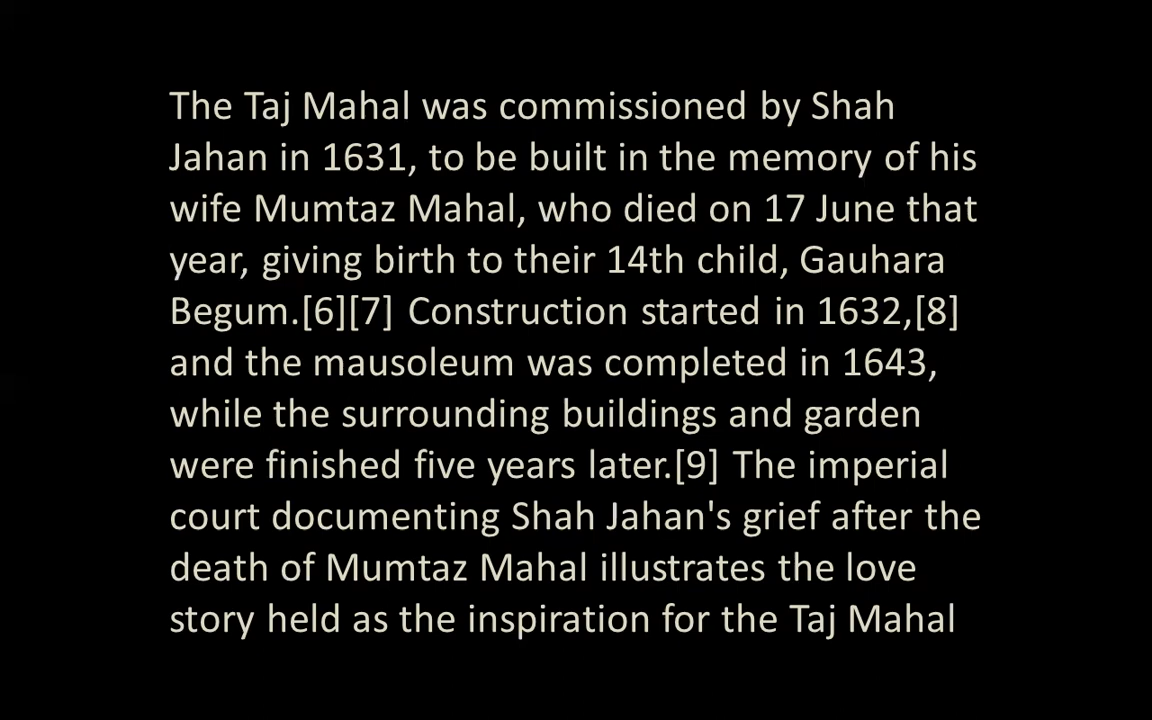 The Taj Mahal was commissioned by Shah
Jahan in 1631, to be built in the memory of his
wife Mumtaz Mahal, who died on 17 June that
year, giving birth to their 14th child, Gauhara
Begum.[6][7] Construction started in 1632,[8]
and the mausoleum was completed in 1643,
while the surrounding buildings and garden
were finished five years later.[9] The imperial
court documenting Shah Jahan's grief after the
death of Mumtaz Mahal illustrates the love
story held as the inspiration for the Taj Mahal